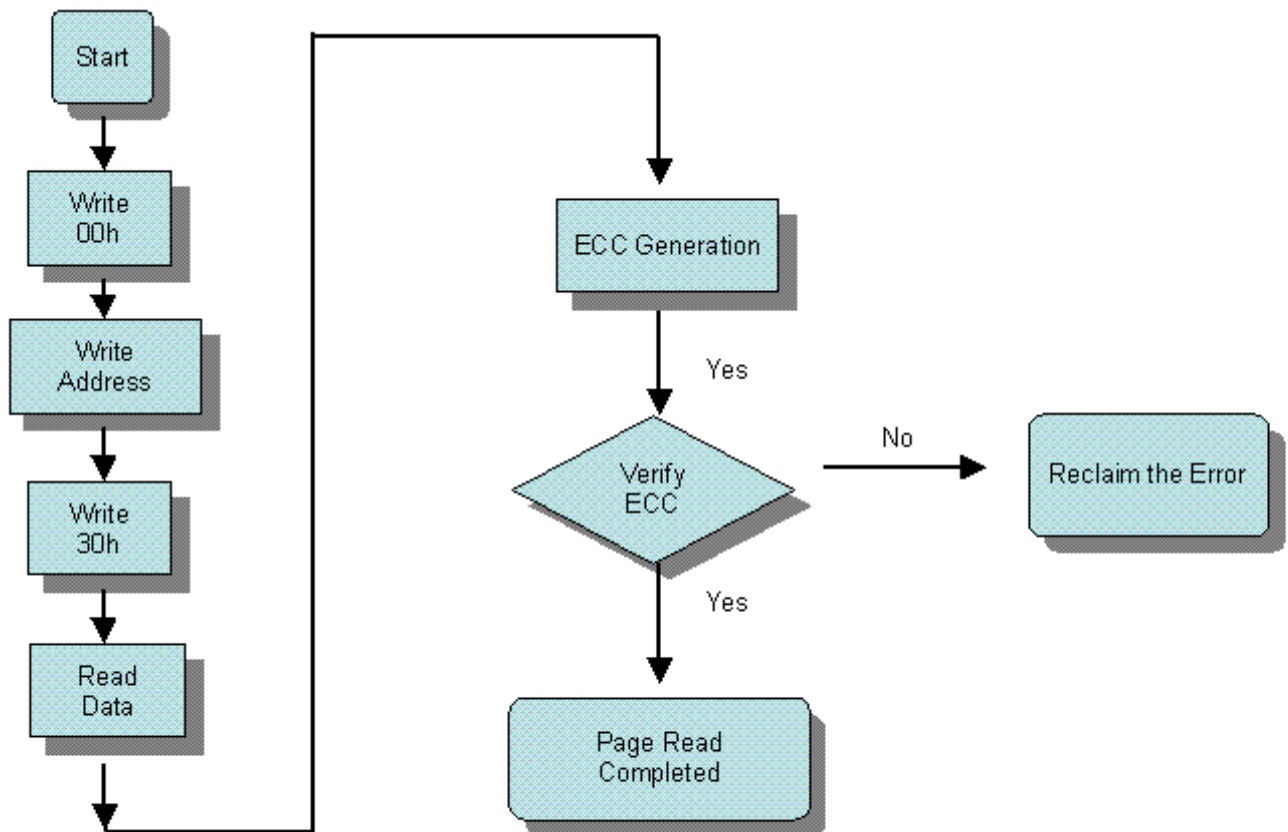 Start
Write
00h
Write
Address
Write
30h
Read
Data
ECC Generation
Yes
Verify
ECC
No
Reclaim the Error
Yes
Page Read
Completed